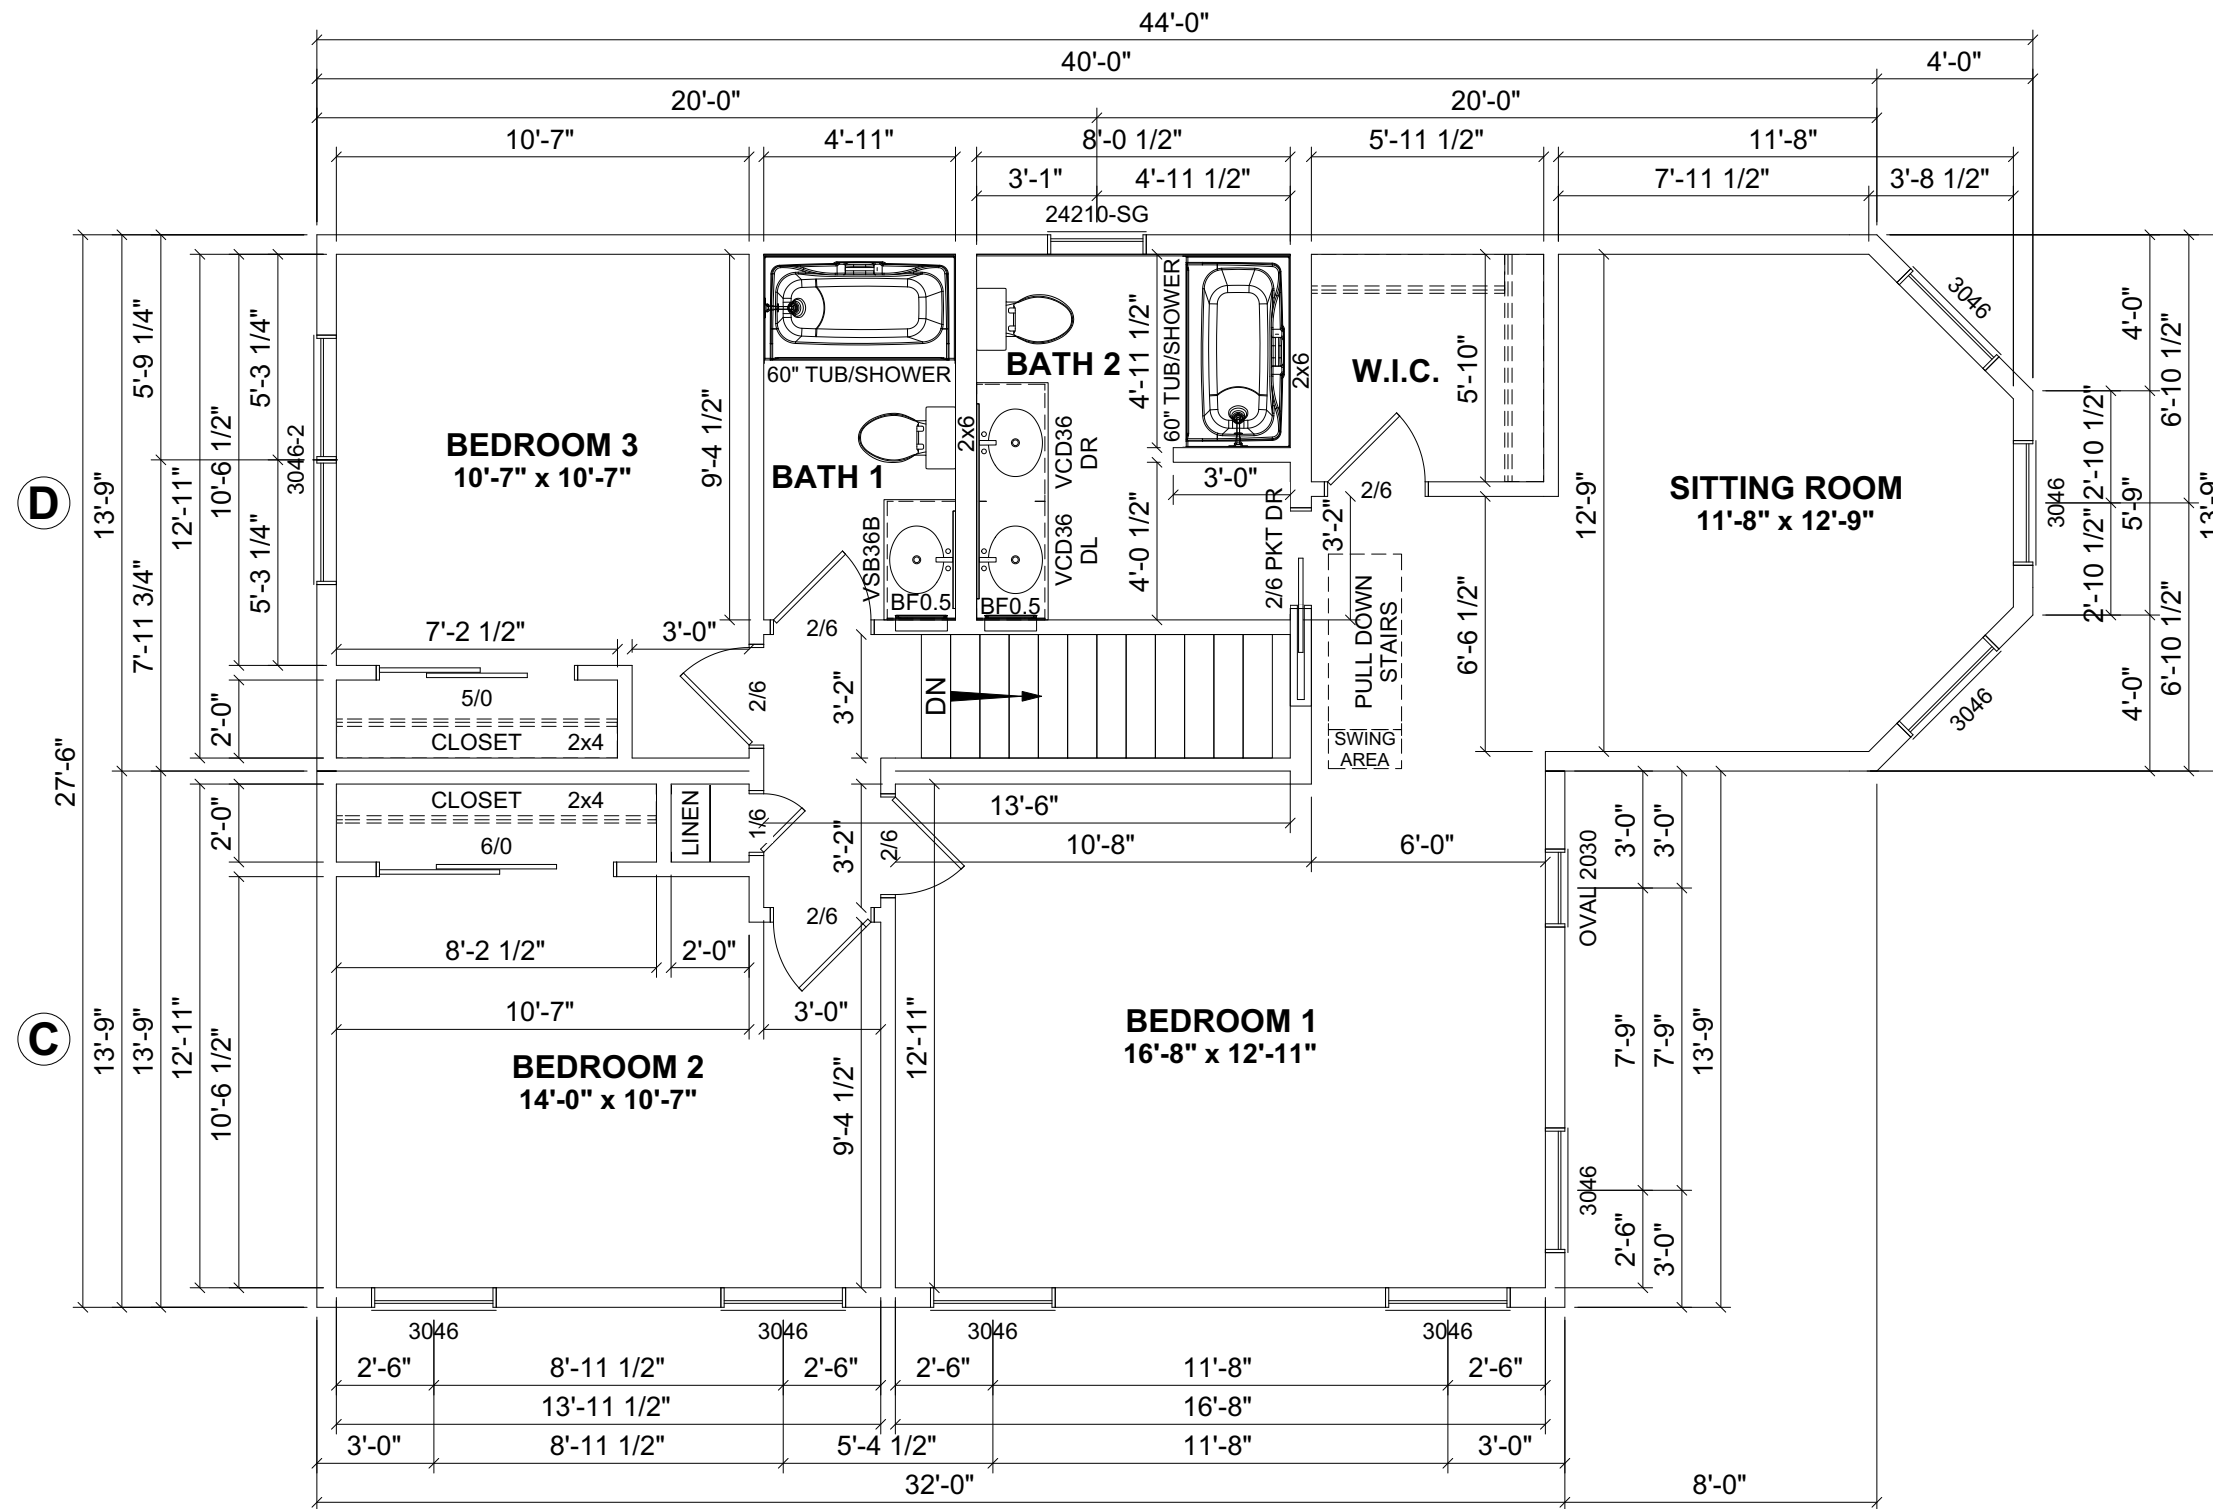 44'-0"
40'-0" 4'-0"
20'-0" 20'-0"
10'-7" 4'-11" 8'-0 1/2" 5'-11 1/2" 11'-8"
3'-1" 4'-11 1/2" 7'-11 1/2" 3'-8 1/2"
24210-SG
D
C
27'-6"
13'-9"
13'-9"
5'-9 1/4"
7'-11 3/4"
13'-9"
12'-11"
12'-11"
10'-6 1/2"
2'-0"
2'-0"
10'-6 1/2"
5'-3 1/4"
5'-3 1/4"
3046-2
BEDROOM 3
10'-7" x 10'-7"
9'-4 1/2"
7'-2 1/2" 3'-0"
5/0
CLOSET 2x4
60" TUB/SHOWER
BATH 1
2x6
VSB36B
BF0.5
2/6
2/6
3'-2"
BATH 2
VCD36
DR
VCD36
DL
BF0.5
4'-11 1/2"
4'-0 1/2"
60" TUB/SHOWER
2x6
3'-0"
2/6 PKT DR
W.I.C.
5'-10"
2/6
3'-2"
6'-6 1/2"
PULL DOWN
STAIRS
SWING
AREA
DN
12'-9"
SITTING ROOM
11'-8" x 12'-9"
3046
3046
3046
2'-10 1/2"
2'-10 1/2"
4'-0"
5'-9"
4'-0"
6'-10 1/2"
6'-10 1/2"
13'-9"
CLOSET 2x4
6/0
LINEN
1/6
3'-2"
2/6
2/6
13'-6"
10'-8" 6'-0"
8'-2 1/2" 2'-0"
10'-7" 3'-0"
BEDROOM 2
14'-0" x 10'-7"
9'-4 1/2"
12'-11"
BEDROOM 1
16'-8" x 12'-11"
OVAL 2030
3046
3'-0"
7'-9"
2'-6"
3'-0"
7'-9"
3'-0"
13'-9"
3046 3046 3046 3046
2'-6" 8'-11 1/2" 2'-6" 2'-6" 11'-8" 2'-6"
13'-11 1/2" 16'-8"
3'-0" 8'-11 1/2" 5'-4 1/2" 11'-8" 3'-0"
32'-0" 8'-0"